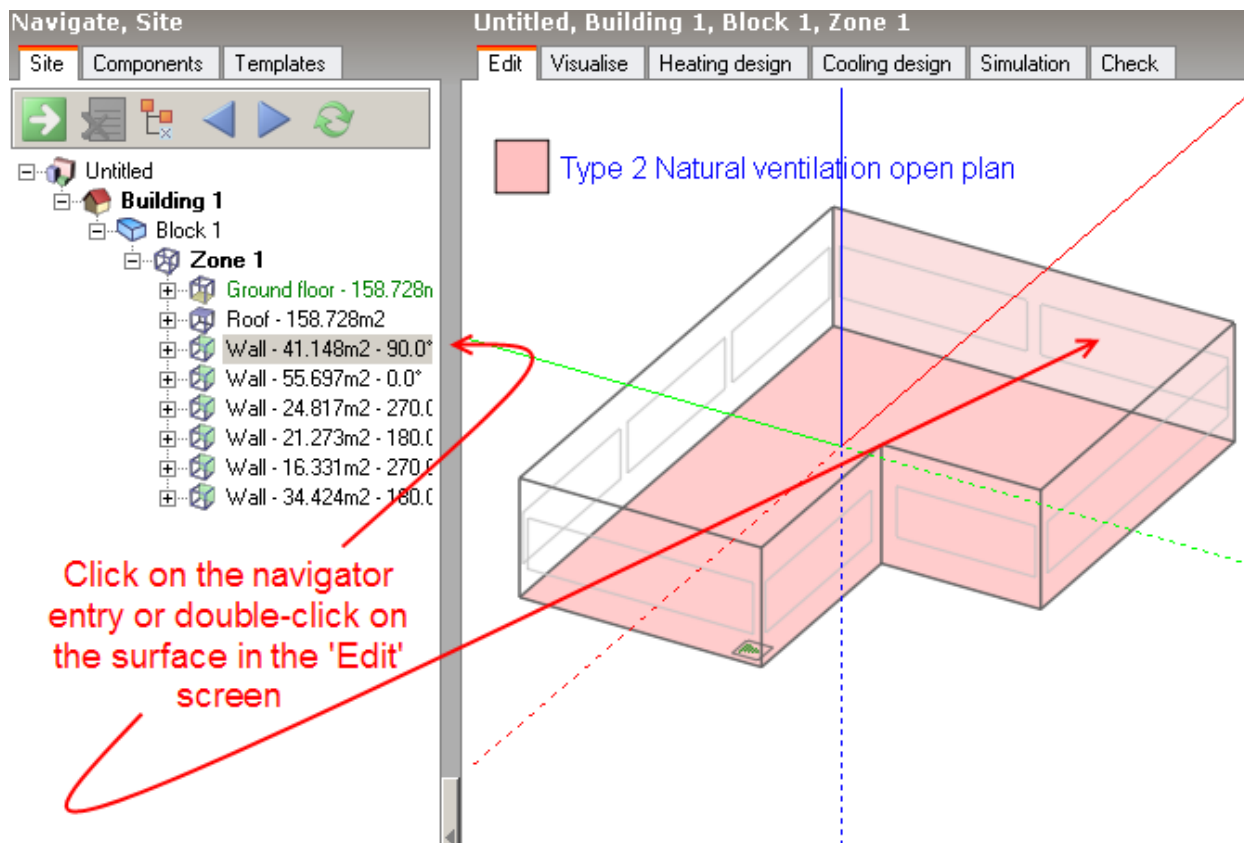 Navigate, Site
Site
Components
Templates
Untitled
Building 1
Block 1
Zone 1
Ground floor - 158.728m
Roof - 158.728m2
Wall - 41.148m2 - 90.0°
Wall - 55.697m2 - 0.0°
Wall - 24.817m2 - 270.0
Wall - 21.273m2 - 180.0
Wall - 16.331m2 - 270.0
Wall - 34.424m2 - 180.0
Click on the navigator
entry or double-click on
the surface in the 'Edit'
screen
Untitled, Building 1, Block 1, Zone 1
Edit
Visualise
Heating design
Cooling design
Simulation
Check
Type 2 Natural ventilation open plan